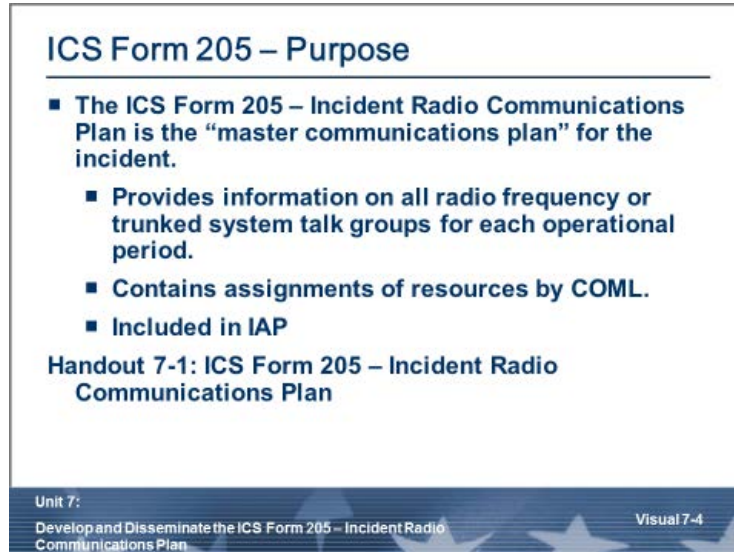 ICS Form 205 – Purpose
■ The ICS Form 205 – Incident Radio Communications
Plan is the “master communications plan” for the
incident.
■ Provides information on all radio frequency or
trunked system talk groups for each operational
period.
■ Contains assignments of resources by COML.
■ Included in IAP
Handout 7-1: ICS Form 205 – Incident Radio
Communications Plan
Unit 7:
Develop and Disseminate the ICS Form 205 – Incident Radio
Communications Plan
Visual 7-4